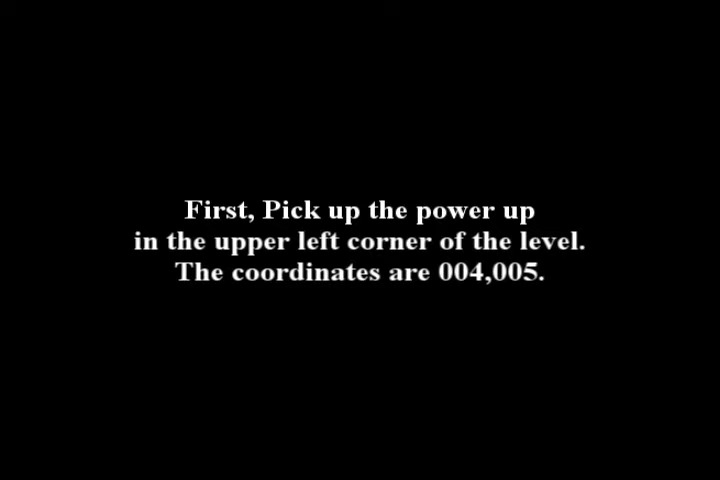 First, Pick up the power up
in the upper left corner of the level.
The coordinates are 004,005.